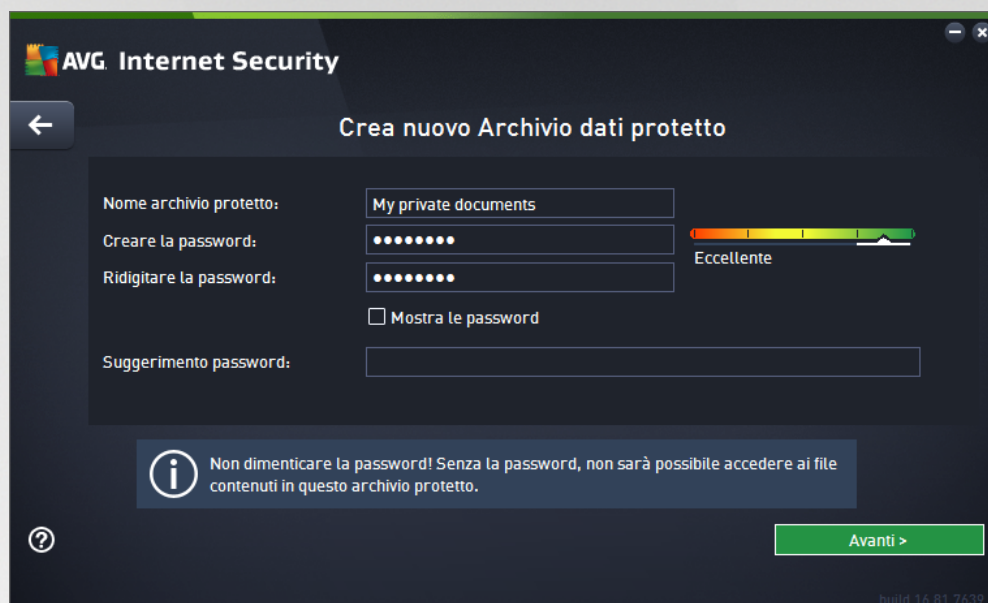 AVG Internet Security
Crea nuovo Archivio dati protetto
Nome archivio protetto: My private documents
Creare la password: ••••••••
Eccellente
Ridigitare la password: ••••••••
Mostra le password
Suggerimento password:
Non dimenticare la password! Senza la password, non sarà possibile accedere ai file
contenuti in questo archivio protetto.
Avanti >
build 16.81.7639